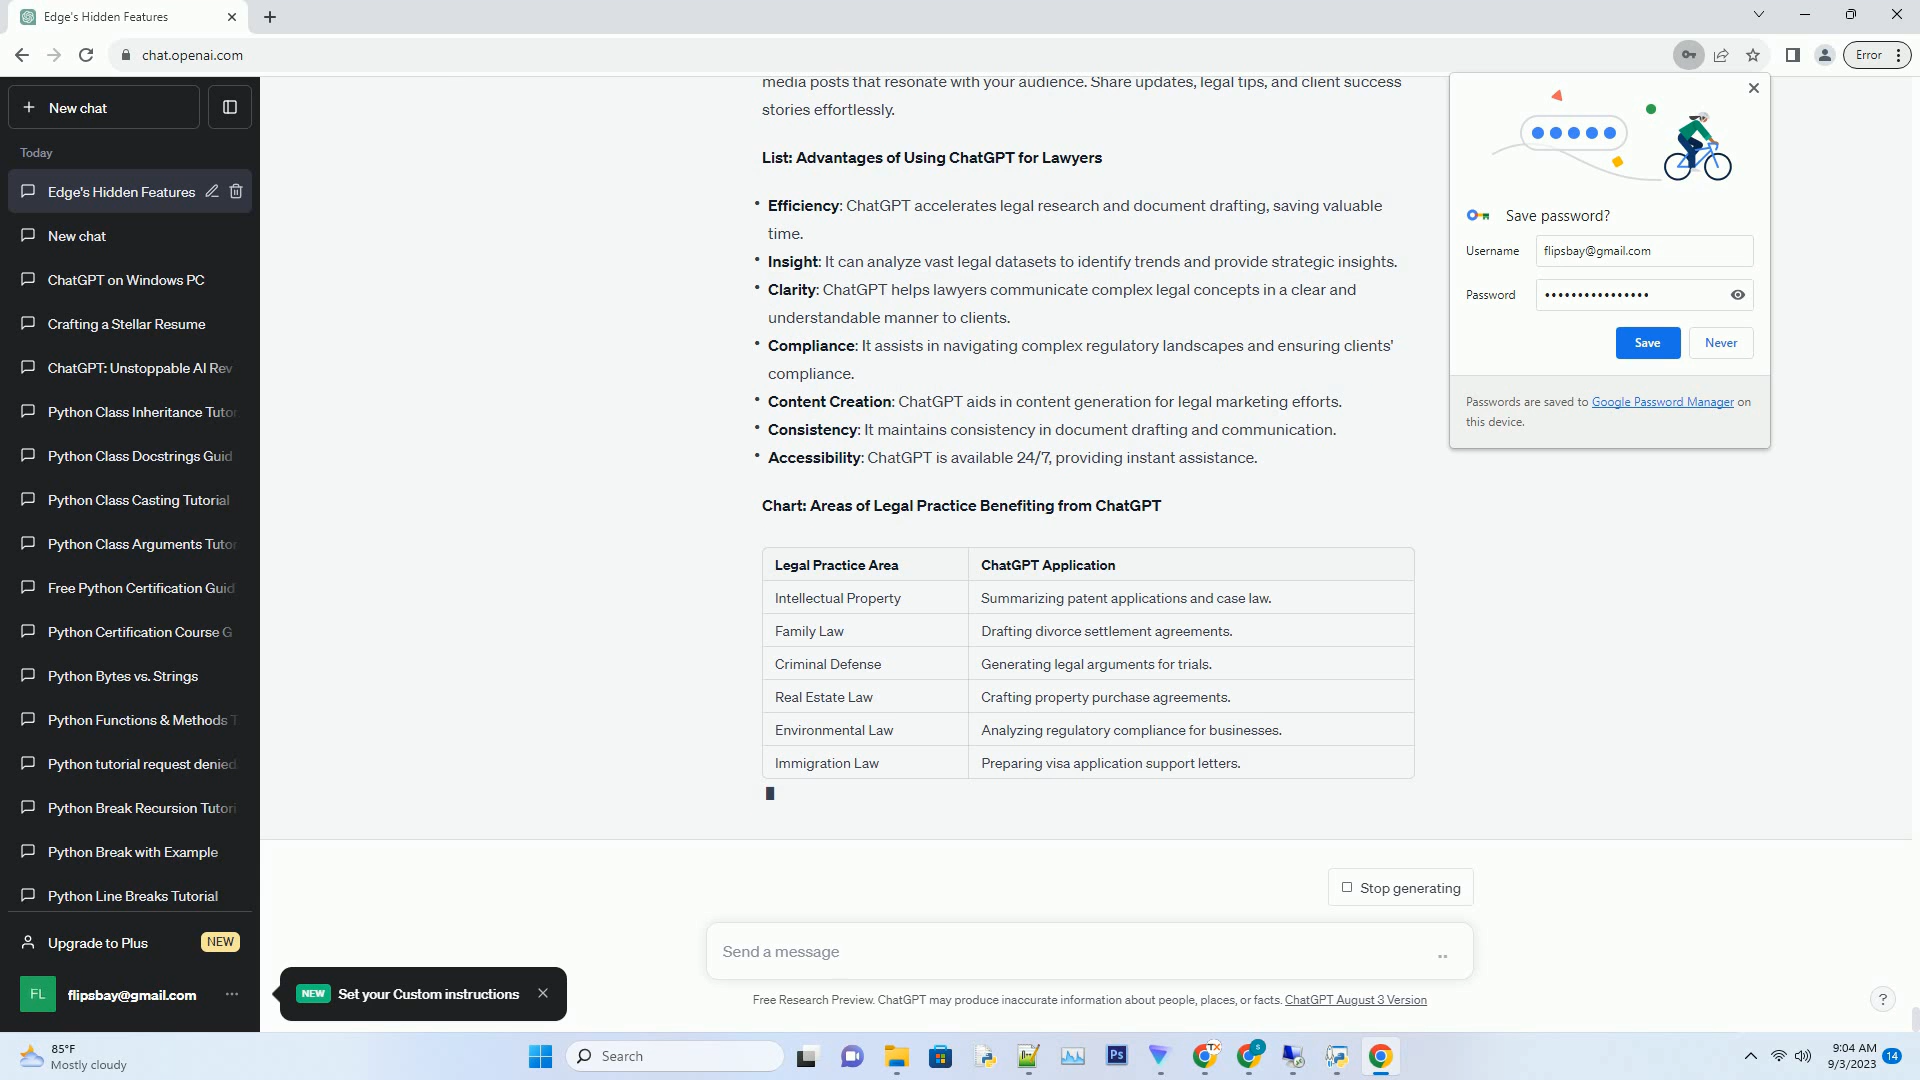 Edge's Hidden Features
chat.openai.com
Error
New chat
Today
Edge's Hidden Features
New chat
ChatGPT on Windows PC
Crafting a Stellar Resume
ChatGPT: Unstoppable AI Rev
Python Class Inheritance Tutor
Python Class Docstrings Guid
Python Class Casting Tutorial
Python Class Arguments Tutor
Free Python Certification Guid
Python Certification Course G
Python Bytes vs. Strings
Python Functions & Methods T
Python tutorial request denied
Python Break Recursion Tutori
Python Break with Example
Python Line Breaks Tutorial
Upgrade to Plus NEW
FL flipsbay@gmail.com
media posts that resonate with your audience. Share updates, legal tips, and client success
stories effortlessly.
List: Advantages of Using ChatGPT for Lawyers
• Efficiency: ChatGPT accelerates legal research and document drafting, saving valuable
time.
• Insight: It can analyze vast legal datasets to identify trends and provide strategic insights.
• Clarity: ChatGPT helps lawyers communicate complex legal concepts in a clear and
understandable manner to clients.
• Compliance: It assists in navigating complex regulatory landscapes and ensuring clients'
compliance.
• Content Creation: ChatGPT aids in content generation for legal marketing efforts.
• Consistency: It maintains consistency in document drafting and communication.
• Accessibility: ChatGPT is available 24/7, providing instant assistance.
Chart: Areas of Legal Practice Benefiting from ChatGPT
Legal Practice Area ChatGPT Application
Intellectual Property Summarizing patent applications and case law.
Family Law Drafting divorce settlement agreements.
Criminal Defense Generating legal arguments for trials.
Real Estate Law Crafting property purchase agreements.
Environmental Law Analyzing regulatory compliance for businesses.
Immigration Law Preparing visa application support letters.
Save password?
Username flipsbay@gmail.com
Password ••••••••••••••••
Save Never
Passwords are saved to Google Password Manager on
this device.
Stop generating
Send a message
NEW Set your Custom instructions
Free Research Preview. ChatGPT may produce inaccurate information about people, places, or facts. ChatGPT August 3 Version
?
85°F
Mostly cloudy
Search
Ps
TX
S
9:04 AM
9/3/2023
14